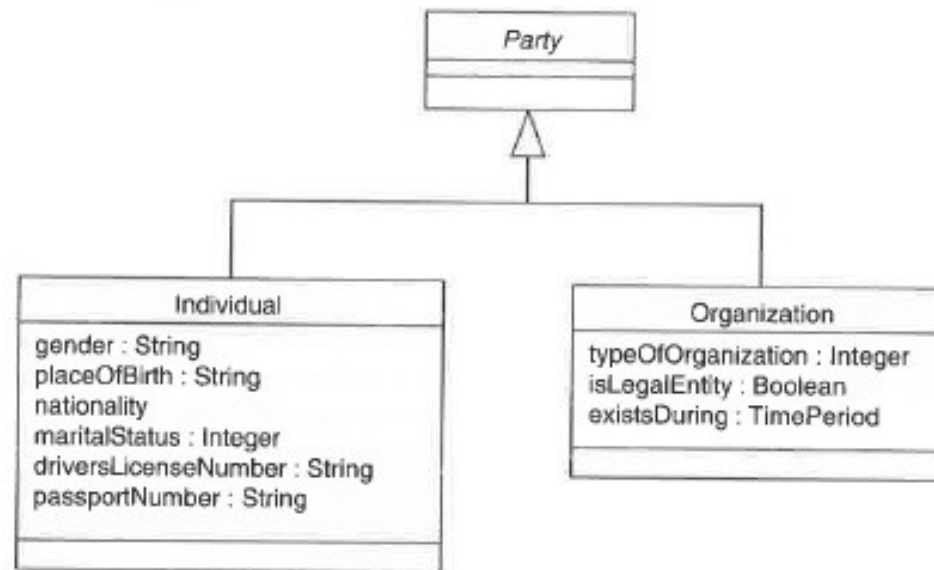 Party
Individual
gender : String
placeOfBirth : String
nationality
maritalStatus : Integer
driversLicenseNumber : String
passportNumber : String
Organization
typeOfOrganization : Integer
isLegalEntity : Boolean
existsDuring : TimePeriod